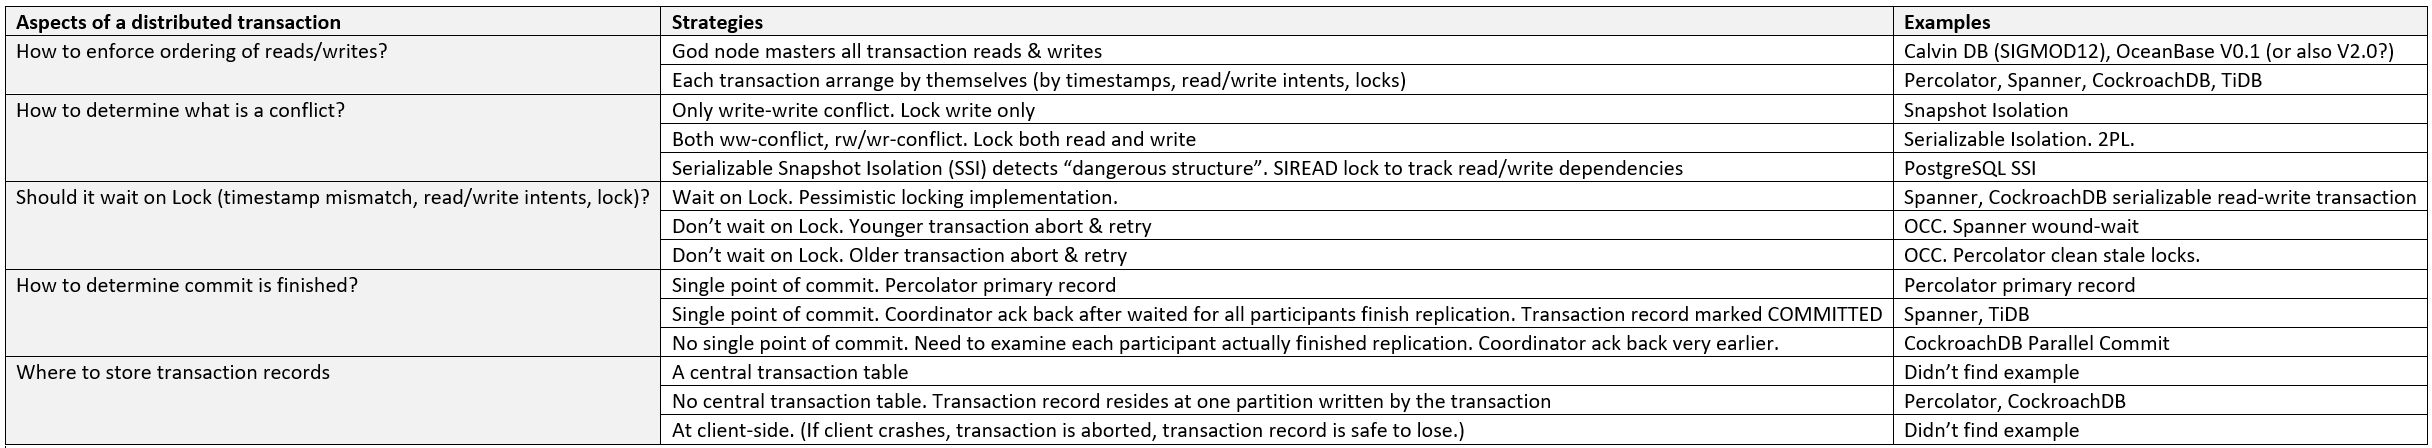 Aspects of a distributed transaction Strategies Examples
How to enforce ordering of reads/writes? God node masters all transaction reads & writes Calvin DB (SIGMOD12), OceanBase V0.1 (or also V2.0?)
Each transaction arrange by themselves (by timestamps, read/write intents, locks) Percolator, Spanner, CockroachDB, TiDB
How to determine what is a conflict? Only write-write conflict. Lock write only Snapshot Isolation
Both ww-conflict, rw/wr-conflict. Lock both read and write Serializable Isolation. 2PL.
Serializable Snapshot Isolation (SSI) detects “dangerous structure”. SIREAD lock to track read/write dependencies PostgreSQL SSI
Should it wait on Lock (timestamp mismatch, read/write intents, lock)? Wait on Lock. Pessimistic locking implementation. Spanner, CockroachDB serializable read-write transaction
Don’t wait on Lock. Younger transaction abort & retry OCC. Spanner wound-wait
Don’t wait on Lock. Older transaction abort & retry OCC. Percolator clean stale locks.
How to determine commit is finished? Single point of commit. Percolator primary record Percolator primary record
Single point of commit. Coordinator ack back after waited for all participants finish replication. Transaction record marked COMMITTED Spanner, TiDB
No single point of commit. Need to examine each participant actually finished replication. Coordinator ack back very earlier. CockroachDB Parallel Commit
Where to store transaction records A central transaction table Didn’t find example
No central transaction table. Transaction record resides at one partition written by the transaction Percolator, CockroachDB
At client-side. (If client crashes, transaction is aborted, transaction record is safe to lose.) Didn’t find example